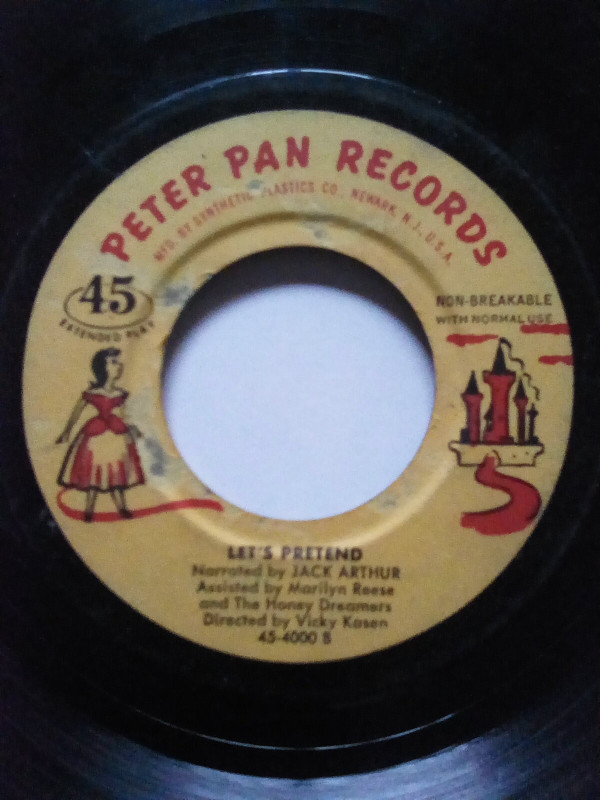 PETER PAN RECORDS
MFD. BY SYNTHETIC PLASTICS CO., NEWARK, N.J., U.S.A.
45
EXTENDED PLAY
NON-BREAKABLE
WITH NORMAL USE
LET'S PRETEND
Narrated by JACK ARTHUR
Assisted by Marilyn Reese
and The Honey Dreamers
Directed by Vicky Kasen
45-4000 B